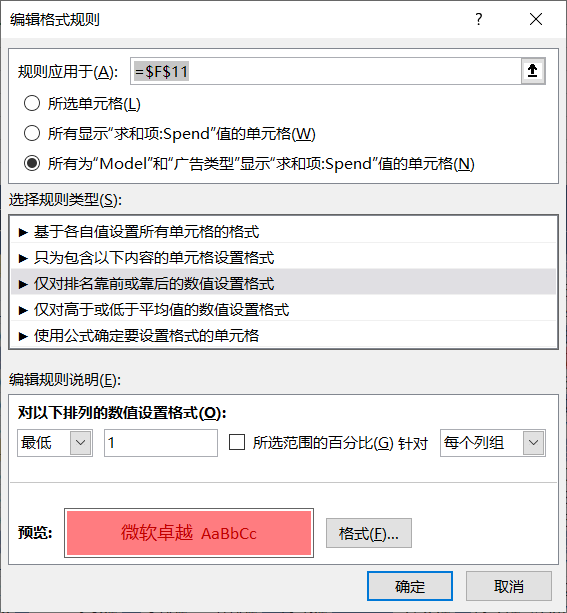 编辑格式规则
?
规则应用于(A):
=$F$11
所选单元格(L)
所有显示“求和项:Spend”值的单元格(W)
所有为“Model”和“广告类型”显示“求和项:Spend”值的单元格(N)
选择规则类型(S):
► 基于各自值设置所有单元格的格式
► 只为包含以下内容的单元格设置格式
► 仅对排名靠前或靠后的数值设置格式
► 仅对高于或低于平均值的数值设置格式
► 使用公式确定要设置格式的单元格
编辑规则说明(E):
对以下排列的数值设置格式(O):
最低 1 所选范围的百分比(G) 针对 每个列组
预览: 微软卓越 AaBbCc 格式(F)...
确定 取消